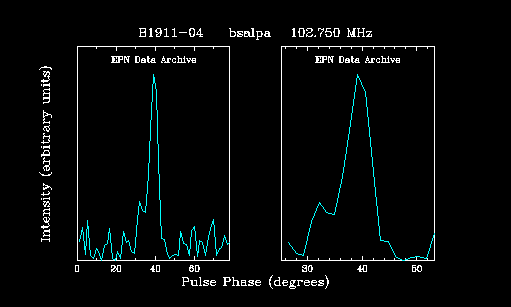 B1911-04 bsalpa 102.750 MHz
EPN Data Archive EPN Data Archive
Intensity (arbitrary units)
0 20 40 60 30 40 50
Pulse Phase (degrees)